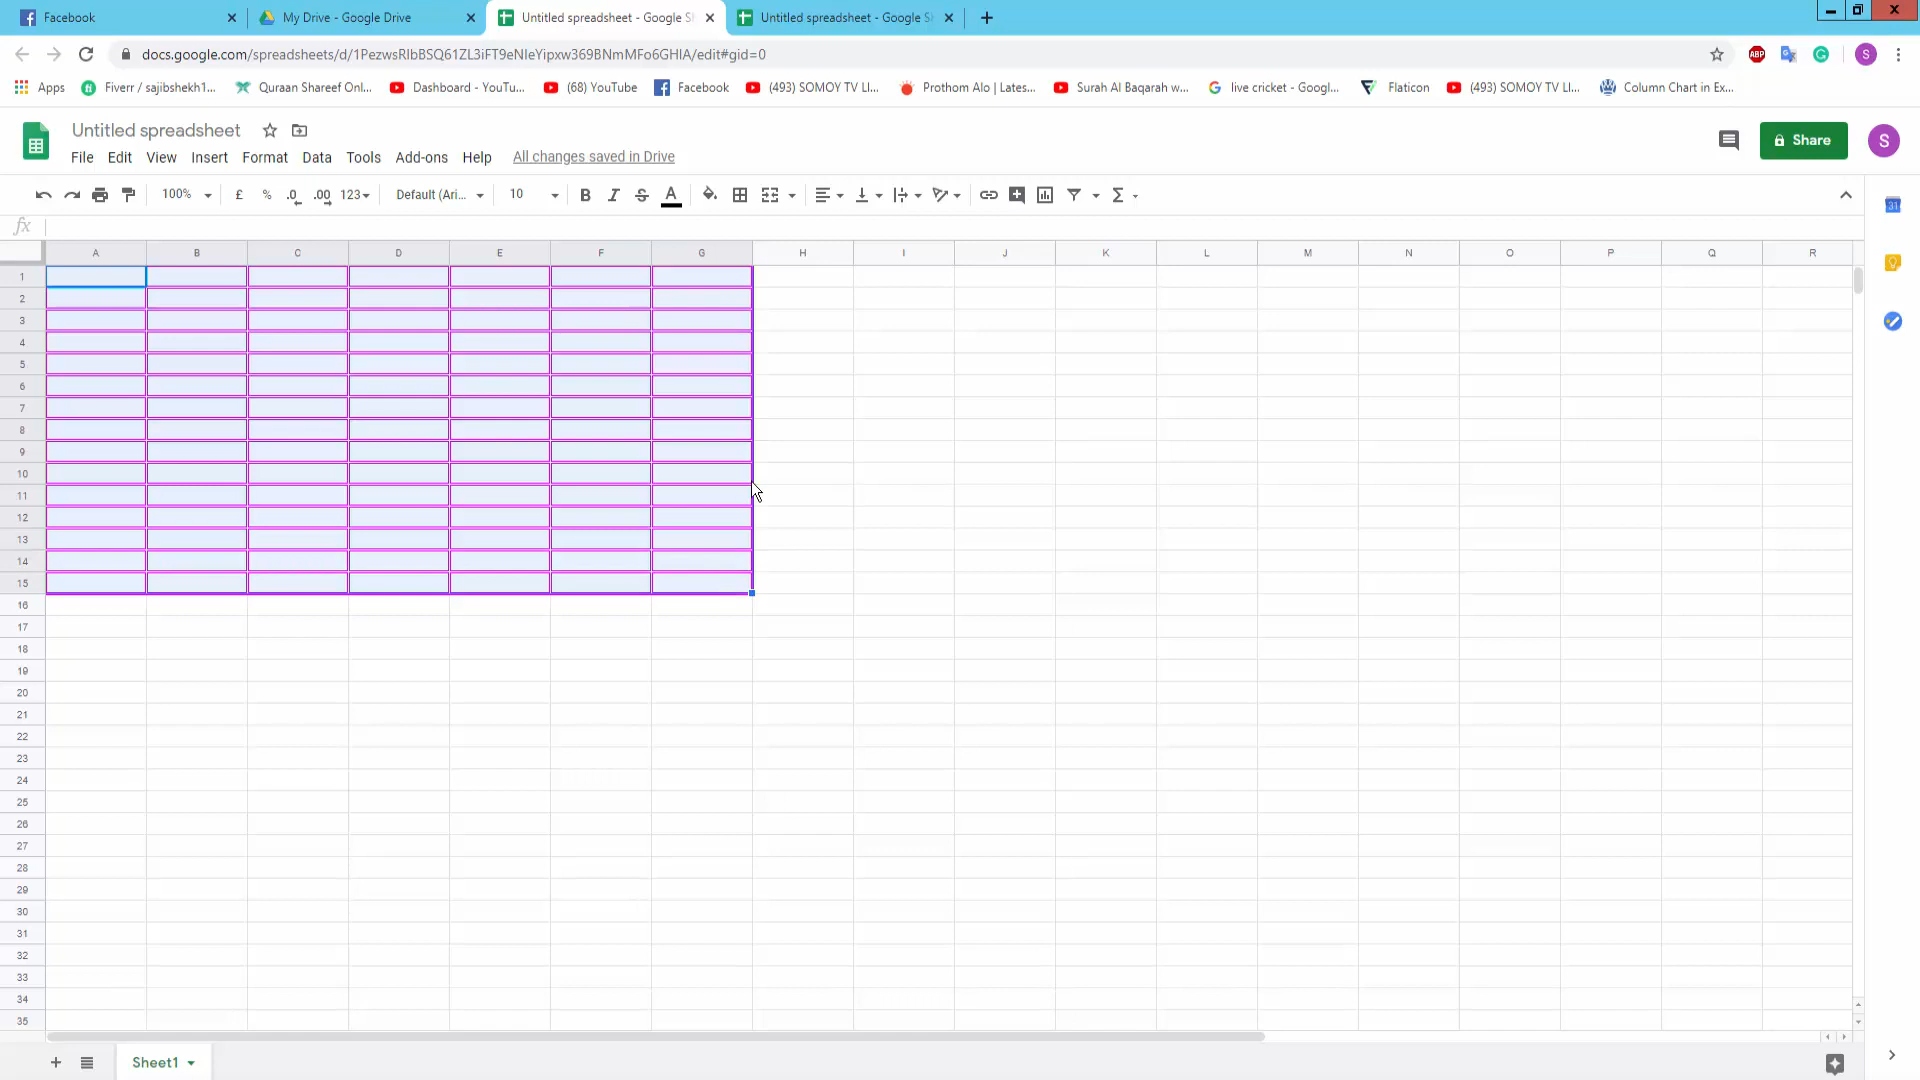 Facebook
My Drive - Google Drive
Untitled spreadsheet - Google S
Untitled spreadsheet - Google S
docs.google.com/spreadsheets/d/1PezwsRIbBSQ61ZL3iFT9eNIeYipxw369BNmMFo6GHIA/edit#gid=0
ABP
S
Apps
Fiverr / sajibshekh1...
Quraan Shareef Onl...
Dashboard - YouTu...
(68) YouTube
Facebook
(493) SOMOY TV LI...
Prothom Alo | Lates...
Surah Al Baqarah w...
live cricket - Googl...
Flaticon
(493) SOMOY TV LI...
Column Chart in Ex...
Untitled spreadsheet
Share
S
File Edit View Insert Format Data Tools Add-ons Help All changes saved in Drive
100% £ % .0 .00 123 Default (Ari... 10 B I S A Σ
31
fx
A B C D E F G H I J K L M N O P Q R
1
2
3
4
5
6
7
8
9
10
11
12
13
14
15
16
17
18
19
20
21
22
23
24
25
26
27
28
29
30
31
32
33
34
35
Sheet1